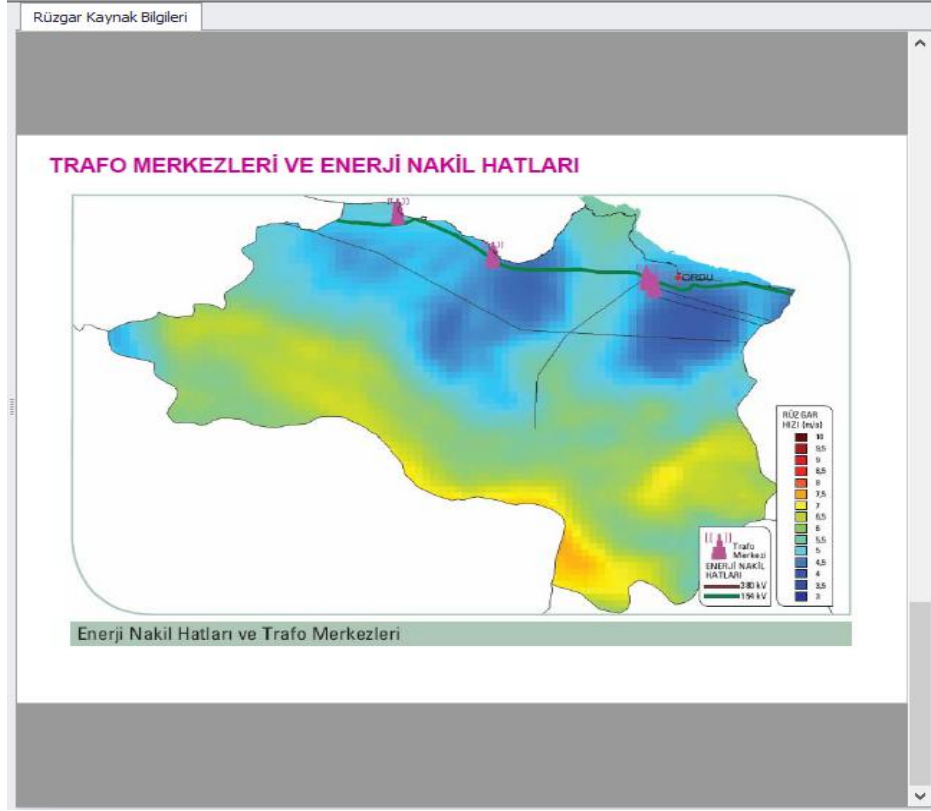 Rüzgar Kaynak Bilgileri
TRAFO MERKEZLERİ VE ENERJİ NAKİL HATLARI
ORDU
RÜZGAR
HIZI (m/s)
10
9,5
9
8,5
8
7,5
7
6,5
6
5,5
5
4,5
4
3,5
3
Trafo
Merkezi
ENERJİ NAKİL
HATLARI
380 kV
154 kV
Enerji Nakil Hatları ve Trafo Merkezleri